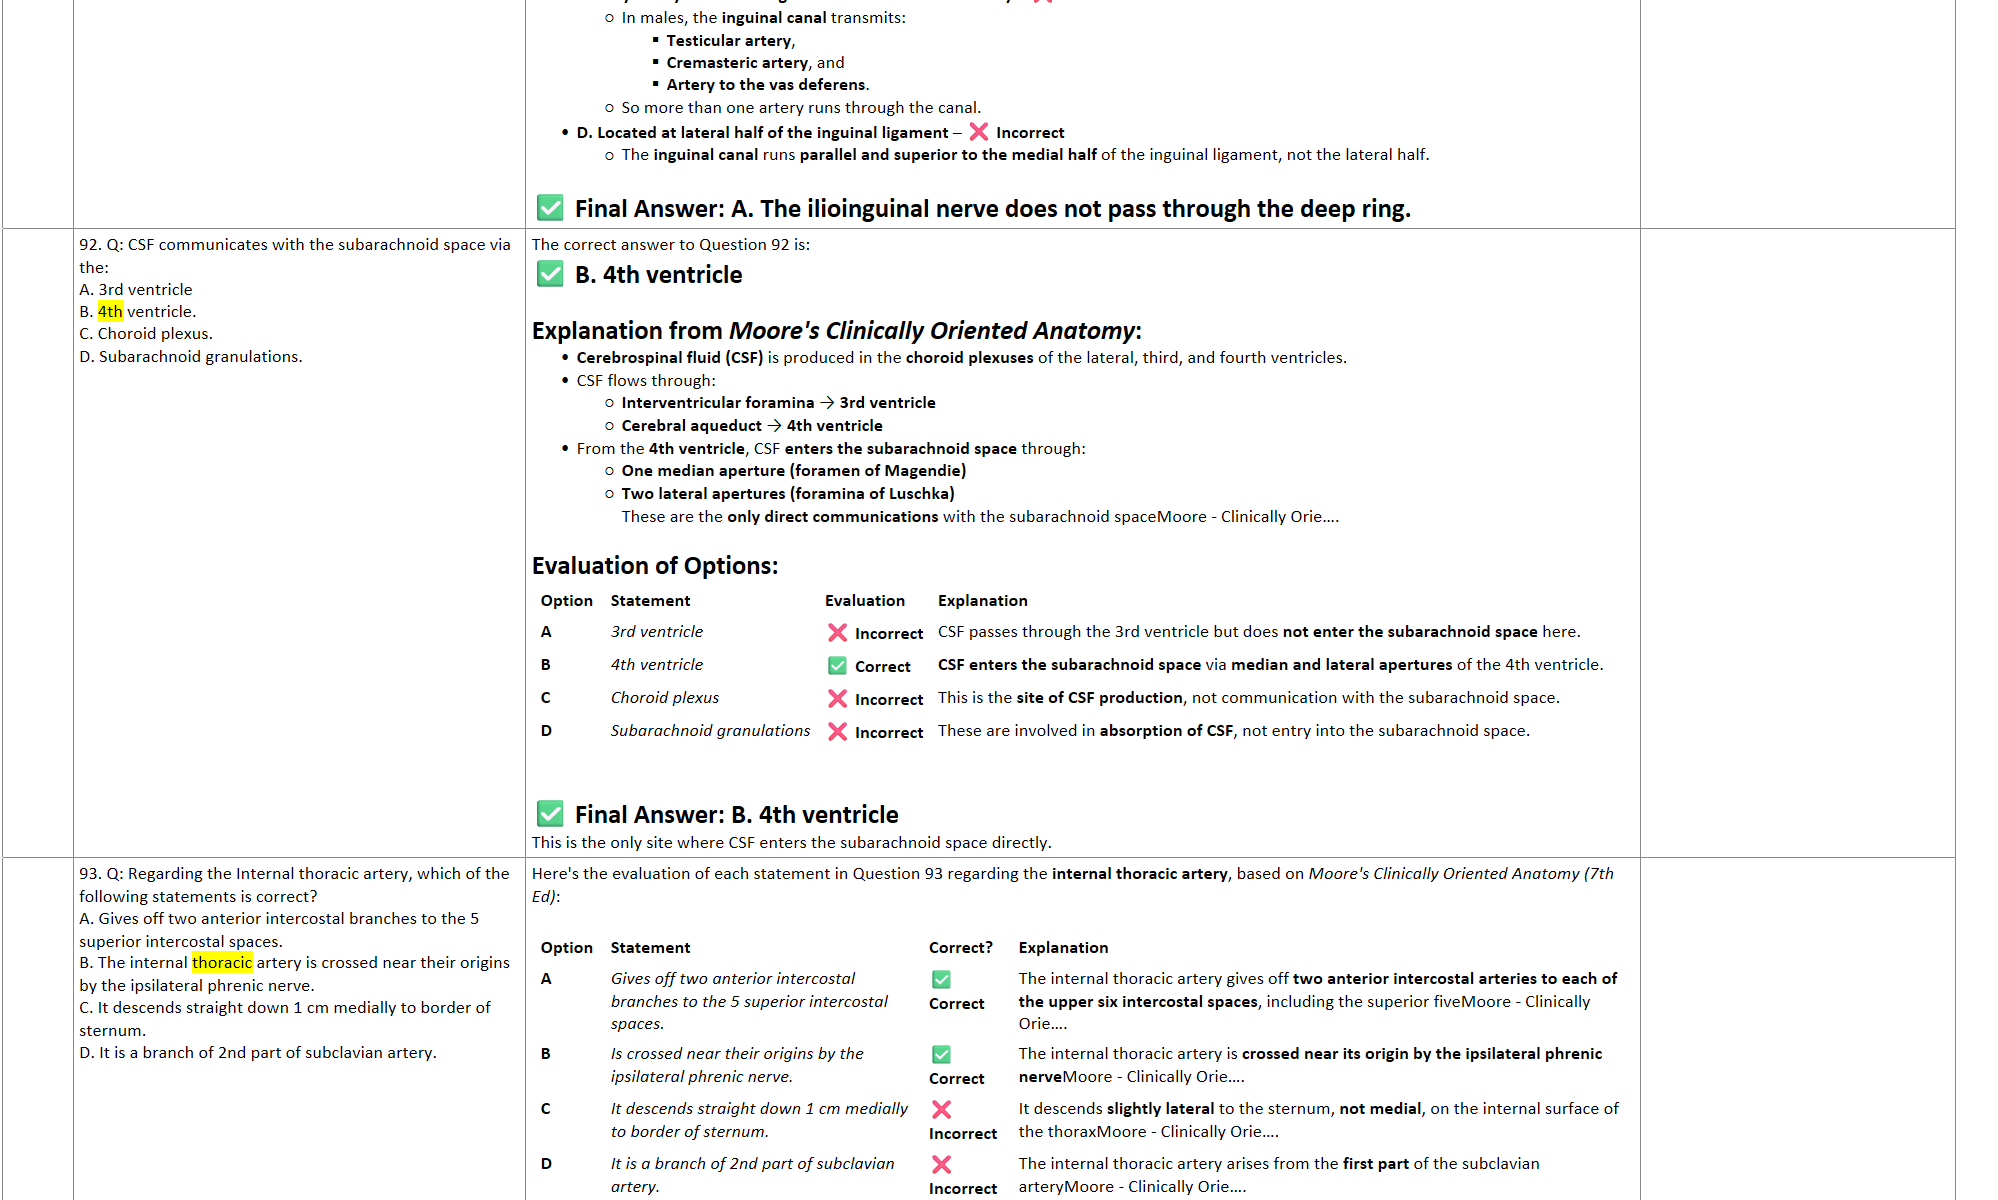 ○ In males, the inguinal canal transmits:
▪ Testicular artery,
▪ Cremasteric artery, and
▪ Artery to the vas deferens.
○ So more than one artery runs through the canal.
• D. Located at lateral half of the inguinal ligament – ❌ Incorrect
○ The inguinal canal runs parallel and superior to the medial half of the inguinal ligament, not the lateral half.
✅ Final Answer: A. The ilioinguinal nerve does not pass through the deep ring.
92. Q: CSF communicates with the subarachnoid space via
the:
A. 3rd ventricle
B. 4th ventricle.
C. Choroid plexus.
D. Subarachnoid granulations.
The correct answer to Question 92 is:
✅ B. 4th ventricle
Explanation from Moore's Clinically Oriented Anatomy:
• Cerebrospinal fluid (CSF) is produced in the choroid plexuses of the lateral, third, and fourth ventricles.
• CSF flows through:
○ Interventricular foramina → 3rd ventricle
○ Cerebral aqueduct → 4th ventricle
• From the 4th ventricle, CSF enters the subarachnoid space through:
○ One median aperture (foramen of Magendie)
○ Two lateral apertures (foramina of Luschka)
These are the only direct communications with the subarachnoid spaceMoore - Clinically Orie….
Evaluation of Options:
Option Statement Evaluation Explanation
A 3rd ventricle ❌ Incorrect CSF passes through the 3rd ventricle but does not enter the subarachnoid space here.
B 4th ventricle ✅ Correct CSF enters the subarachnoid space via median and lateral apertures of the 4th ventricle.
C Choroid plexus ❌ Incorrect This is the site of CSF production, not communication with the subarachnoid space.
D Subarachnoid granulations ❌ Incorrect These are involved in absorption of CSF, not entry into the subarachnoid space.
✅ Final Answer: B. 4th ventricle
This is the only site where CSF enters the subarachnoid space directly.
93. Q: Regarding the Internal thoracic artery, which of the
following statements is correct?
A. Gives off two anterior intercostal branches to the 5
superior intercostal spaces.
B. The internal thoracic artery is crossed near their origins
by the ipsilateral phrenic nerve.
C. It descends straight down 1 cm medially to border of
sternum.
D. It is a branch of 2nd part of subclavian artery.
Here's the evaluation of each statement in Question 93 regarding the internal thoracic artery, based on Moore's Clinically Oriented Anatomy (7th
Ed):
Option Statement Correct? Explanation
A Gives off two anterior intercostal ✅ The internal thoracic artery gives off two anterior intercostal arteries to each of
branches to the 5 superior intercostal Correct the upper six intercostal spaces, including the superior fiveMoore - Clinically
spaces. Orie….
B Is crossed near their origins by the ✅ The internal thoracic artery is crossed near its origin by the ipsilateral phrenic
ipsilateral phrenic nerve. Correct nerveMoore - Clinically Orie….
C It descends straight down 1 cm medially ❌ It descends slightly lateral to the sternum, not medial, on the internal surface of
to border of sternum. Incorrect the thoraxMoore - Clinically Orie….
D It is a branch of 2nd part of subclavian ❌ The internal thoracic artery arises from the first part of the subclavian
artery. Incorrect arteryMoore - Clinically Orie….